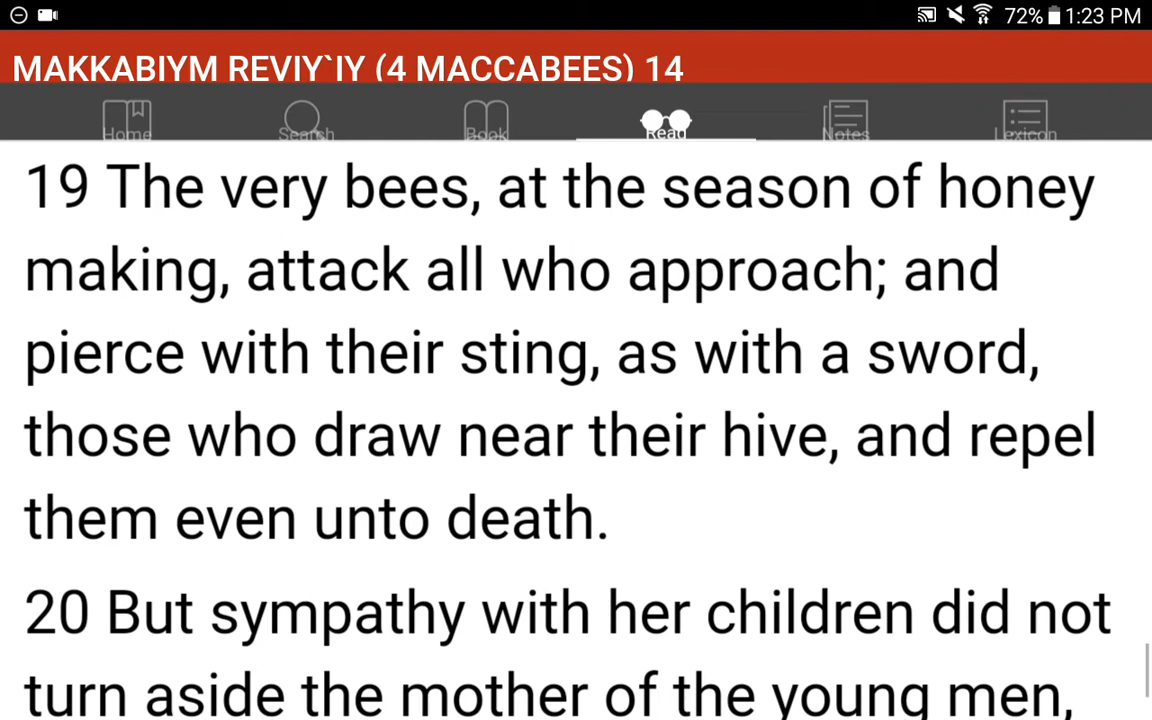 72% 1:23 PM
MAKKABIYM REVIY`IY (4 MACCABEES) 14
Home Search Book Read Notes Lexicon
19 The very bees, at the season of honey
making, attack all who approach; and
pierce with their sting, as with a sword,
those who draw near their hive, and repel
them even unto death.
20 But sympathy with her children did not
turn aside the mother of the young men,